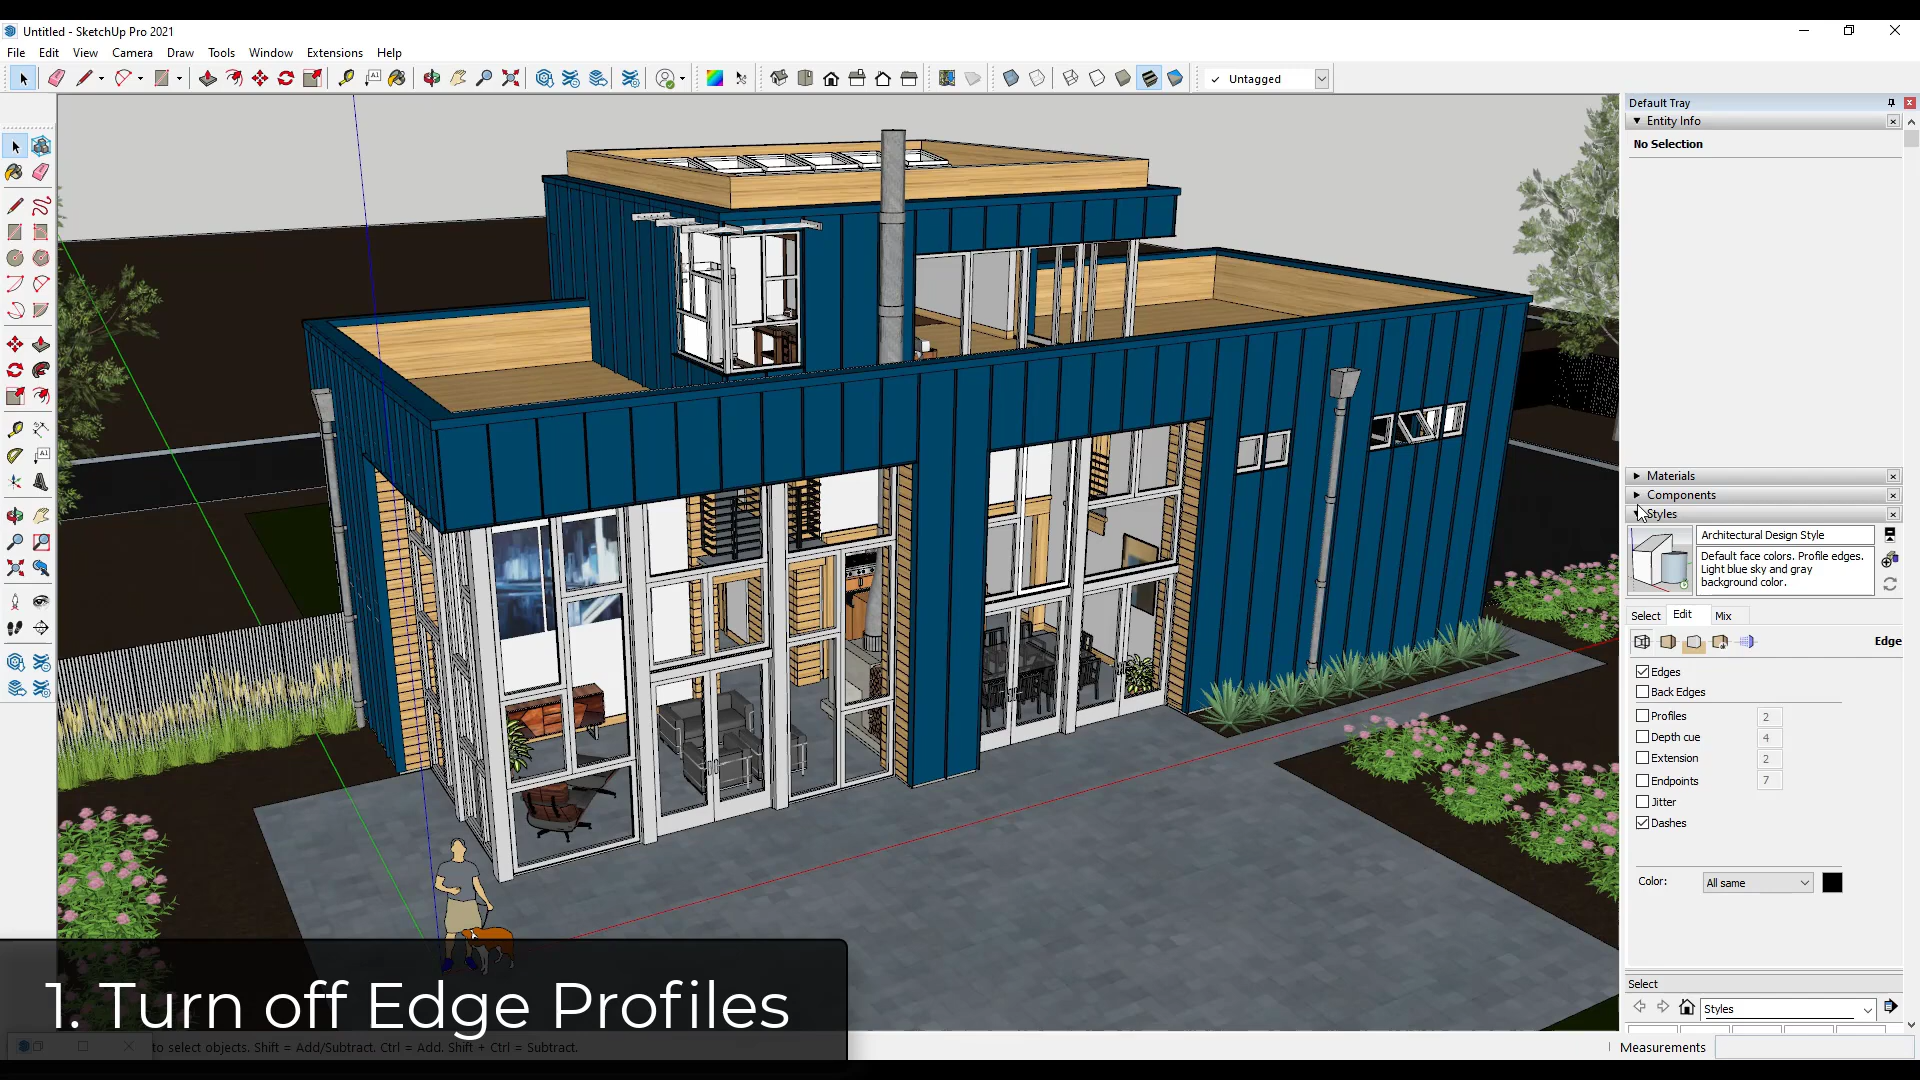 Untitled - SketchUp Pro 2021
File Edit View Camera Draw Tools Window Extensions Help
Untagged
Default Tray
Entity Info
No Selection
Materials
Components
Styles
Architectural Design Style
Default face colors. Profile edges.
Light blue sky and gray
background color.
Select Edit Mix
Edge
Edges
Back Edges
Profiles 2
Depth cue 4
Extension 2
Endpoints 7
Jitter
Dashes
Color: All same
Select
Styles
1. Turn off Edge Profiles
to select objects. Shift = Add/Subtract. Ctrl = Add. Shift + Ctrl = Subtract.
Measurements